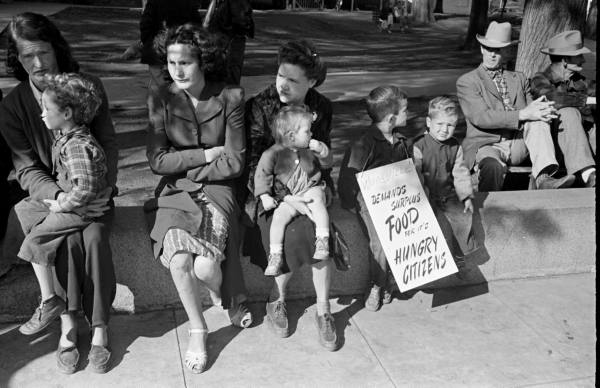 DEMANDS
SURPLUS
FOOD
FOR IT'S
HUNGRY
CITIZENS